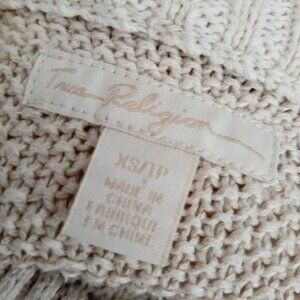 True Religion
XS/TP
MADE IN
CHINA
FABRIQUÉ
EN CHINE